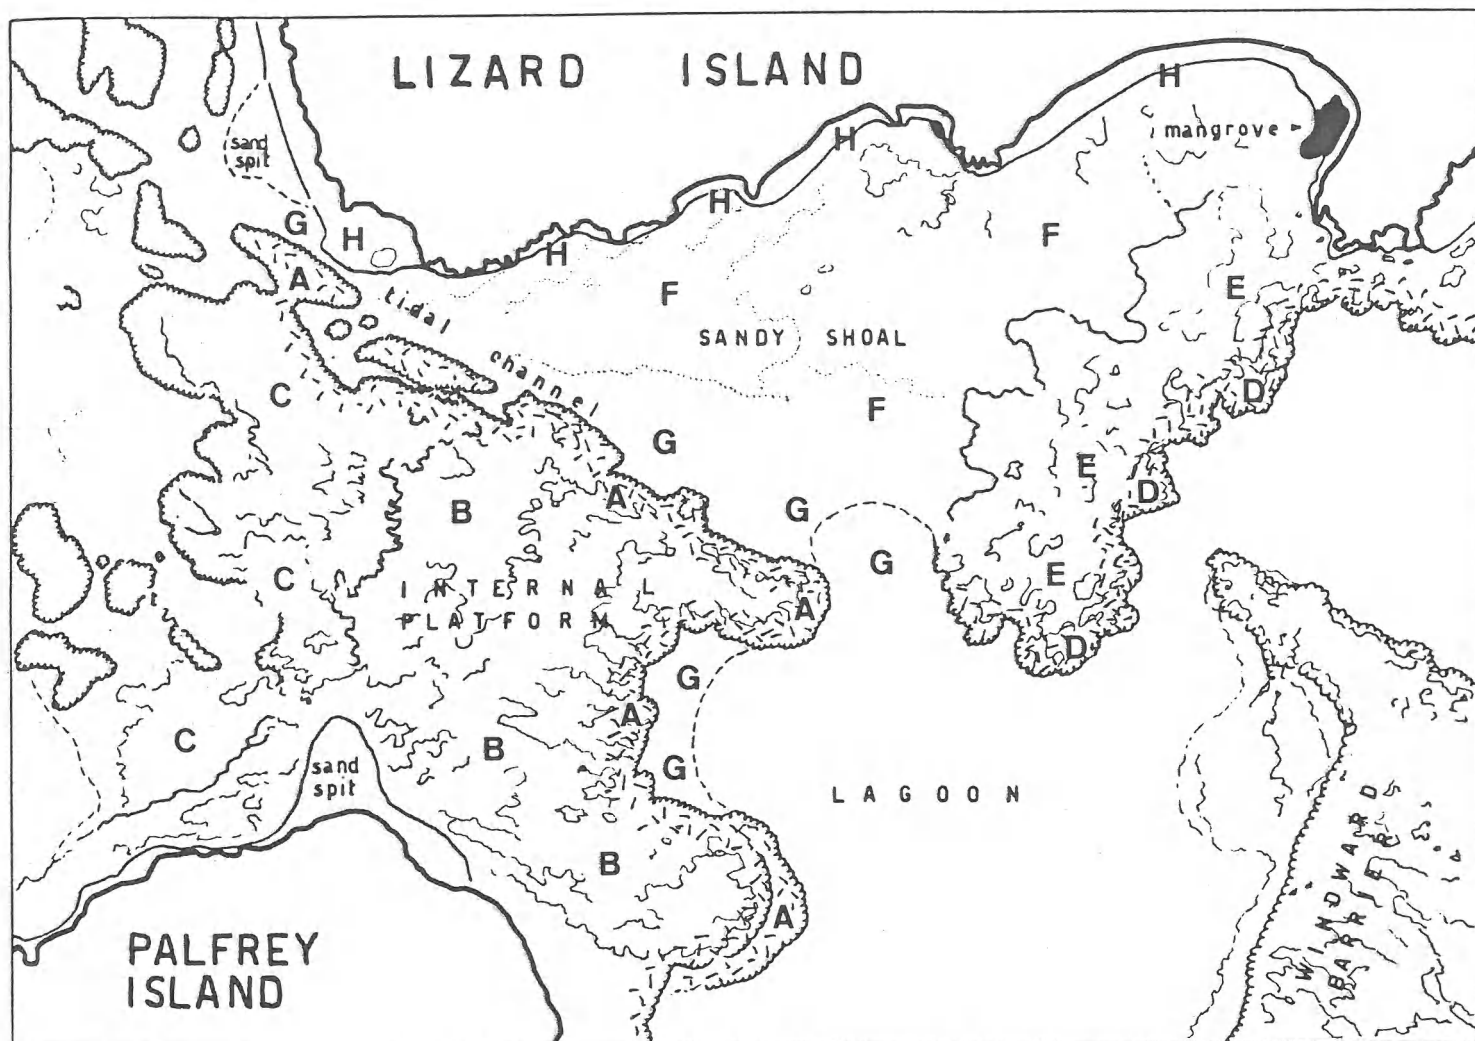 LIZARD ISLAND
H
mangrove
sand
spit
H
H
G
H
H
F
E
A
F
tidal channel
SANDY SHOAL
C
D
F
G
B
A
E
D
G
G
C
E
INTERNAL
PLATFORM
A
D
G
A
C
B
G
sand
spit
LAGOON
B
A
WINDWARD
BARRIER
PALFREY
ISLAND